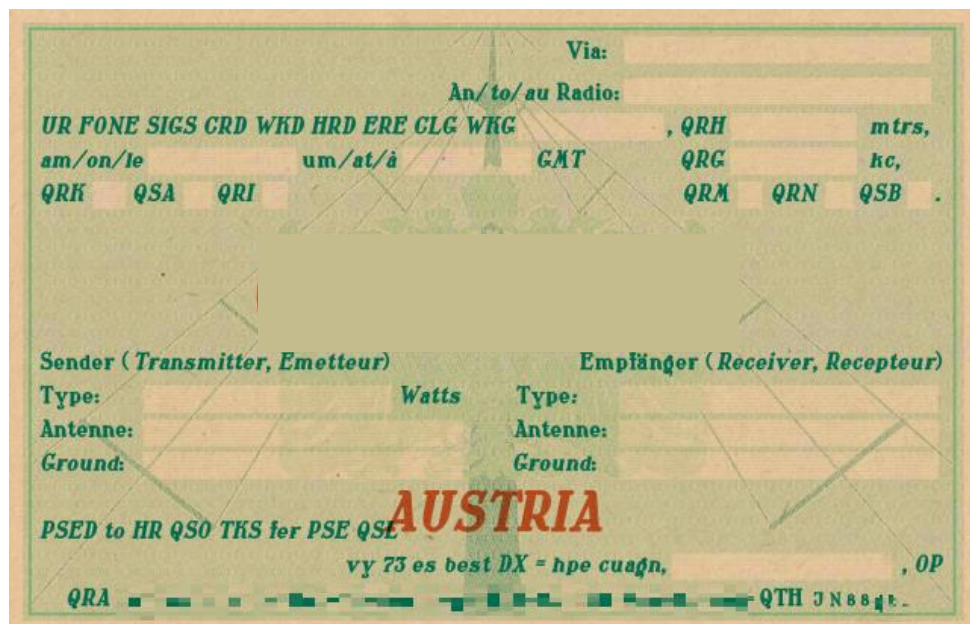 Via:
An/to/au Radio:
UR FONE SIGS CRD WKD HRD ERE CLG WKG , QRH mtrs,
am/on/le um/at/à GMT QRG kc,
QRK QSA QRI QRM QRN QSB .
Sender (Transmitter, Emetteur) Empfänger (Receiver, Recepteur)
Type: Watts Type:
Antenne: Antenne:
Ground: Ground:
AUSTRIA
PSED to HR QSO TKS fer PSE QSL
vy 73 es best DX = hpe cuagn, , OP
QRA QTH JN88